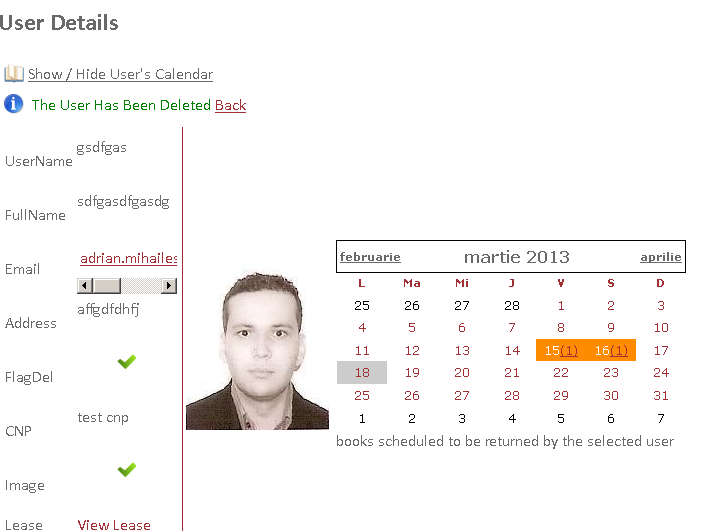 User Details
Show / Hide User's Calendar
The User Has Been Deleted Back
UserName gsdfgas
FullName sdfgasdfgasdg
Email adrian.mihailes
Address affgdfdhfj
FlagDel
CNP test cnp
Image
Lease View Lease
februarie martie 2013 aprilie
L Ma Mi J V S D
25 26 27 28 1 2 3
4 5 6 7 8 9 10
11 12 13 14 15(1) 16(1) 17
18 19 20 21 22 23 24
25 26 27 28 29 30 31
1 2 3 4 5 6 7
books scheduled to be returned by the selected user